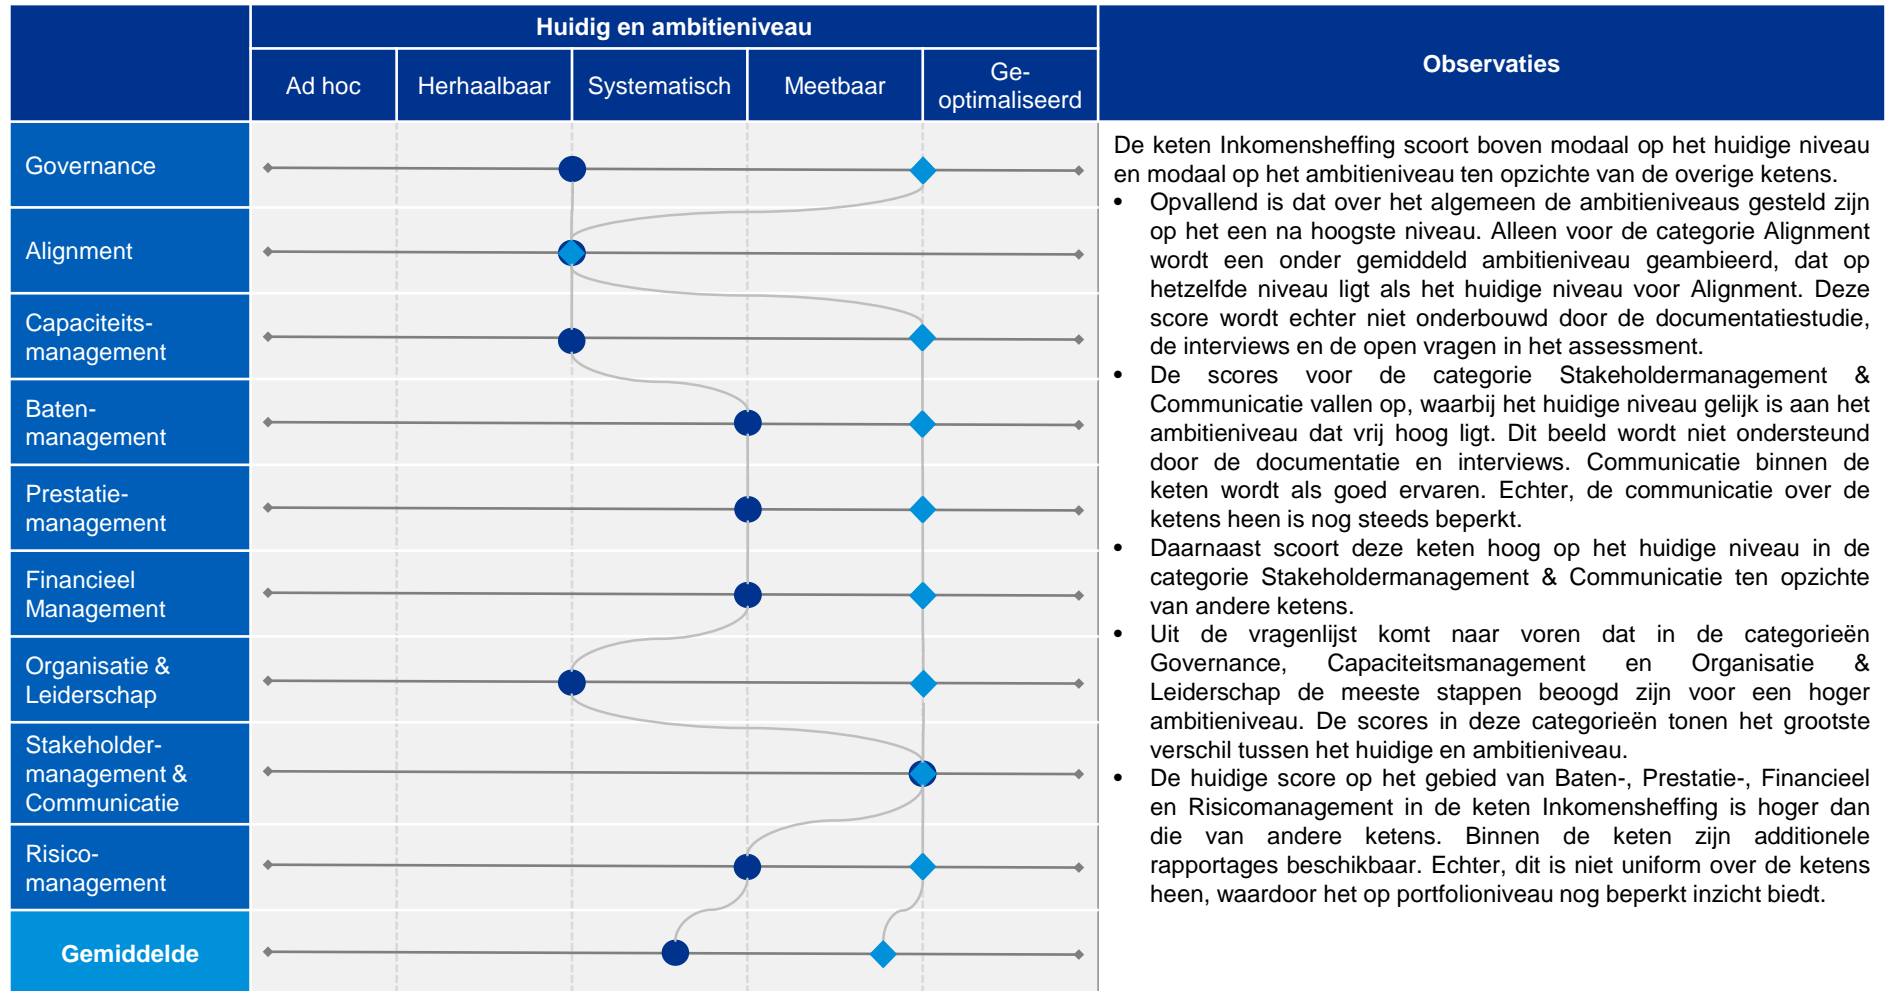 Huidig en ambitieniveau
Observaties
Ad hoc
Herhaalbaar
Systematisch
Meetbaar
Ge-
optimaliseerd
Governance
Alignment
Capaciteits-
management
Baten-
management
Prestatie-
management
Financieel
Management
Organisatie &
Leiderschap
Stakeholder-
management &
Communicatie
Risico-
management
Gemiddelde
De keten Inkomensheffing scoort boven modaal op het huidige niveau
en modaal op het ambitieniveau ten opzichte van de overige ketens.
• Opvallend is dat over het algemeen de ambitieniveaus gesteld zijn
op het een na hoogste niveau. Alleen voor de categorie Alignment
wordt een onder gemiddeld ambitieniveau geambieerd, dat op
hetzelfde niveau ligt als het huidige niveau voor Alignment. Deze
score wordt echter niet onderbouwd door de documentatiestudie,
de interviews en de open vragen in het assessment.
• De scores voor de categorie Stakeholdermanagement &
Communicatie vallen op, waarbij het huidige niveau gelijk is aan het
ambitieniveau dat vrij hoog ligt. Dit beeld wordt niet ondersteund
door de documentatie en interviews. Communicatie binnen de
keten wordt als goed ervaren. Echter, de communicatie over de
ketens heen is nog steeds beperkt.
• Daarnaast scoort deze keten hoog op het huidige niveau in de
categorie Stakeholdermanagement & Communicatie ten opzichte
van andere ketens.
• Uit de vragenlijst komt naar voren dat in de categorieën
Governance, Capaciteitsmanagement en Organisatie &
Leiderschap de meeste stappen beoogd zijn voor een hoger
ambitieniveau. De scores in deze categorieën tonen het grootste
verschil tussen het huidige en ambitieniveau.
• De huidige score op het gebied van Baten-, Prestatie-, Financieel
en Risicomanagement in de keten Inkomensheffing is hoger dan
die van andere ketens. Binnen de keten zijn additionele
rapportages beschikbaar. Echter, dit is niet uniform over de ketens
heen, waardoor het op portfolioniveau nog beperkt inzicht biedt.